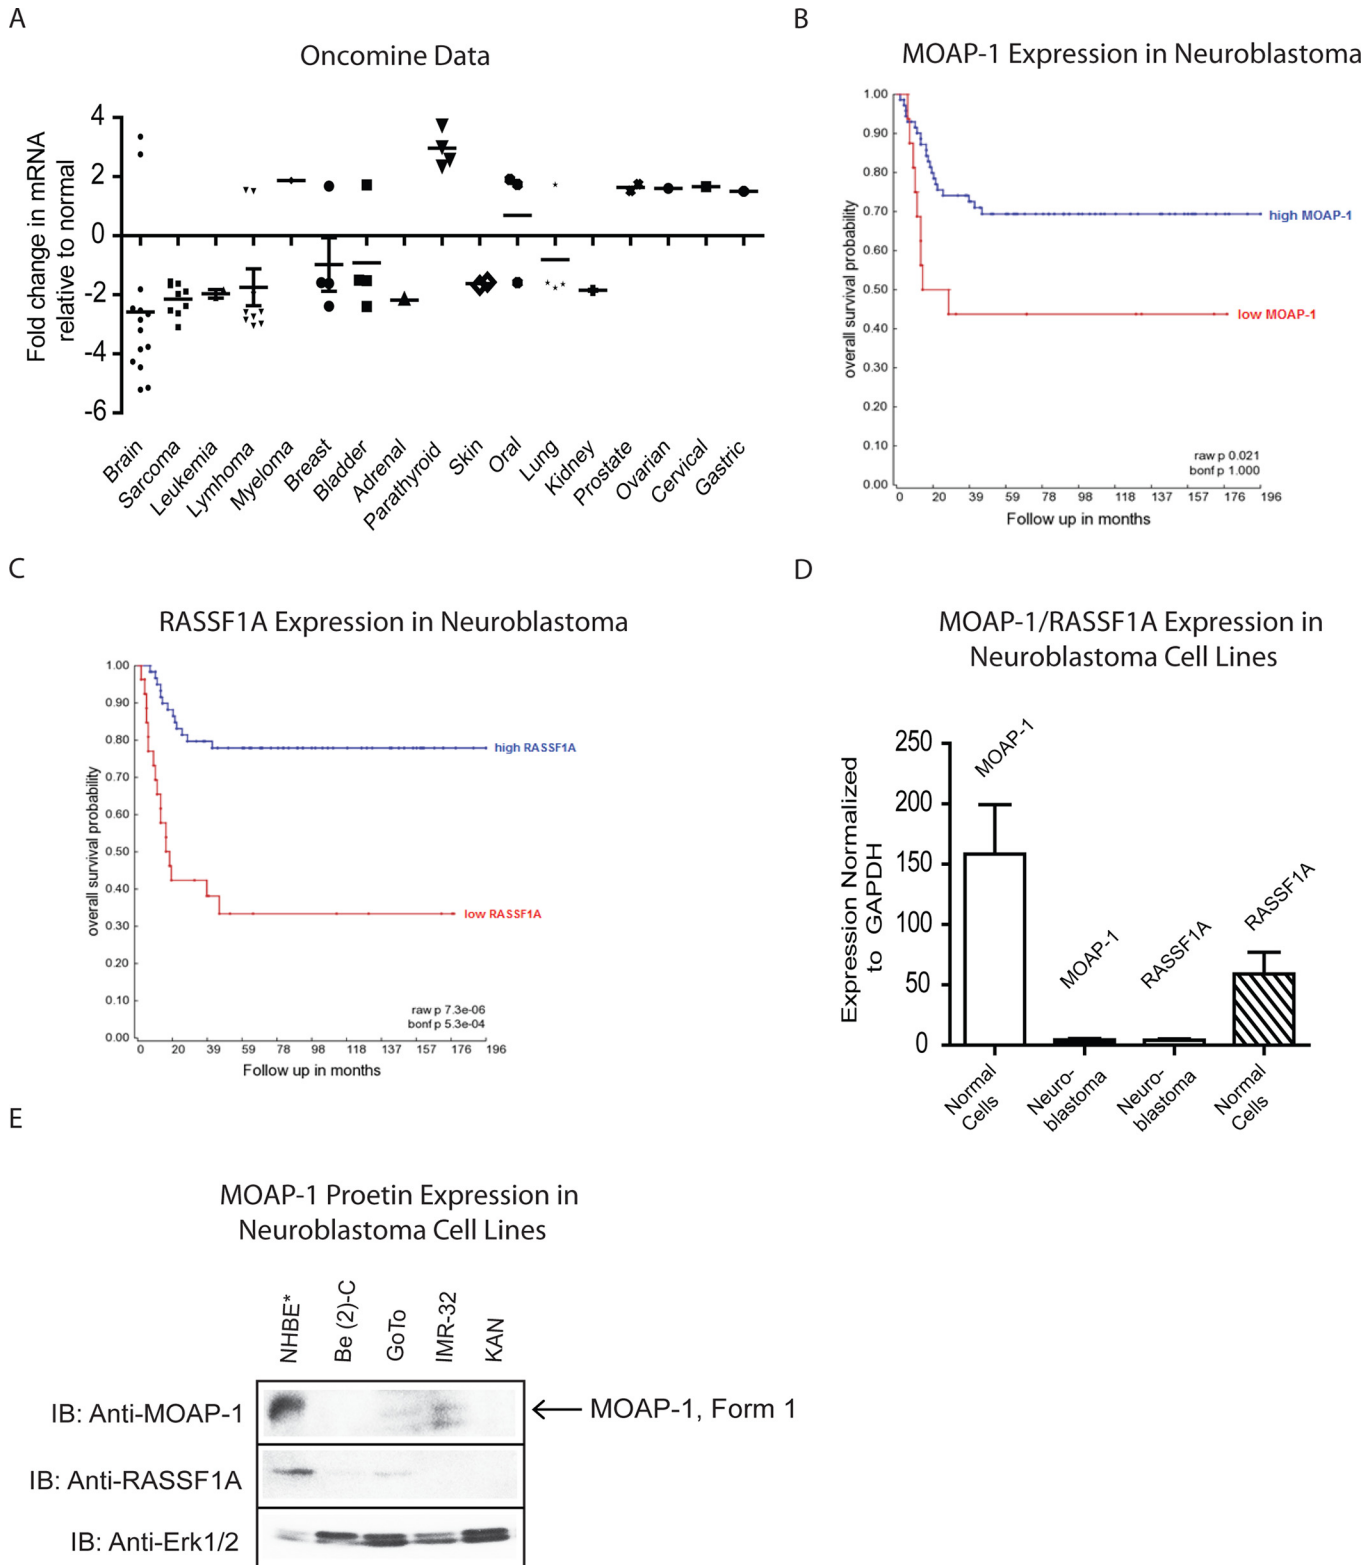 A
Oncomine Data
Fold change in mRNA
relative to normal
4
2
0
-2
-4
-6
Brain
Sarcoma
Leukemia
Lymhoma
Myeloma
Breast
Bladder
Adrenal
Parathyroid
Skin
Oral
Lung
Kidney
Prostate
Ovarian
Cervical
Gastric
B
MOAP-1 Expression in Neuroblastoma
overall survival probability
1.00
0.90
0.80
0.70
0.60
0.50
0.40
0.30
0.20
0.10
0.00
high MOAP-1
low MOAP-1
raw p 0.021
bonf p 1.000
0 20 39 59 78 98 118 137 157 176 196
Follow up in months
C
RASSF1A Expression in Neuroblastoma
overall survival probability
1.00
0.90
0.80
0.70
0.60
0.50
0.40
0.30
0.20
0.10
0.00
high RASSF1A
low RASSF1A
raw p 7.3e-06
bonf p 5.3e-04
0 20 39 59 78 98 118 137 157 176 196
Follow up in months
D
MOAP-1/RASSF1A Expression in
Neuroblastoma Cell Lines
Expression Normalized
to GAPDH
250
200
150
100
50
0
MOAP-1
MOAP-1
RASSF1A
RASSF1A
Normal
Cells
Neuro-
blastoma
Neuro-
blastoma
Normal
Cells
E
MOAP-1 Proetin Expression in
Neuroblastoma Cell Lines
NHBE*
Be (2)-C
GoTo
IMR-32
KAN
IB: Anti-MOAP-1
MOAP-1, Form 1
IB: Anti-RASSF1A
IB: Anti-Erk1/2